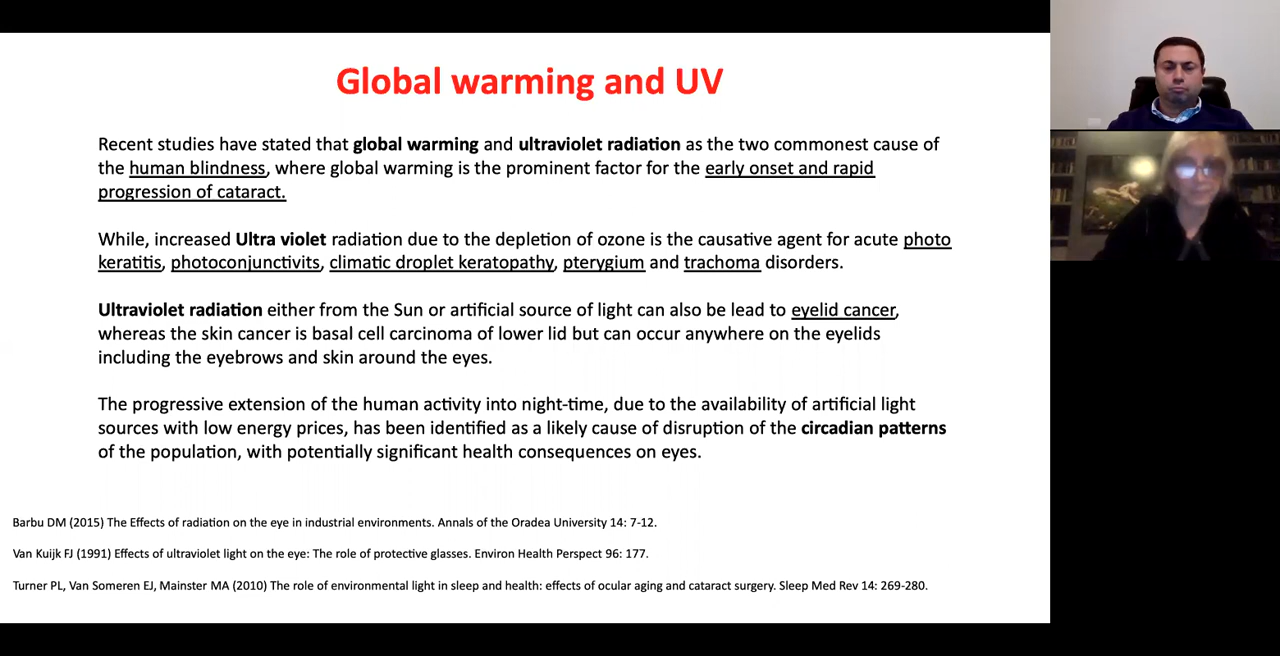 Global warming and UV
Recent studies have stated that global warming and ultraviolet radiation as the two commonest cause of
the human blindness, where global warming is the prominent factor for the early onset and rapid
progression of cataract.
While, increased Ultra violet radiation due to the depletion of ozone is the causative agent for acute photo
keratitis, photoconjunctivits, climatic droplet keratopathy, pterygium and trachoma disorders.
Ultraviolet radiation either from the Sun or artificial source of light can also be lead to eyelid cancer,
whereas the skin cancer is basal cell carcinoma of lower lid but can occur anywhere on the eyelids
including the eyebrows and skin around the eyes.
The progressive extension of the human activity into night-time, due to the availability of artificial light
sources with low energy prices, has been identified as a likely cause of disruption of the circadian patterns
of the population, with potentially significant health consequences on eyes.
Barbu DM (2015) The Effects of radiation on the eye in industrial environments. Annals of the Oradea University 14: 7-12.
Van Kuijk FJ (1991) Effects of ultraviolet light on the eye: The role of protective glasses. Environ Health Perspect 96: 177.
Turner PL, Van Someren EJ, Mainster MA (2010) The role of environmental light in sleep and health: effects of ocular aging and cataract surgery. Sleep Med Rev 14: 269-280.